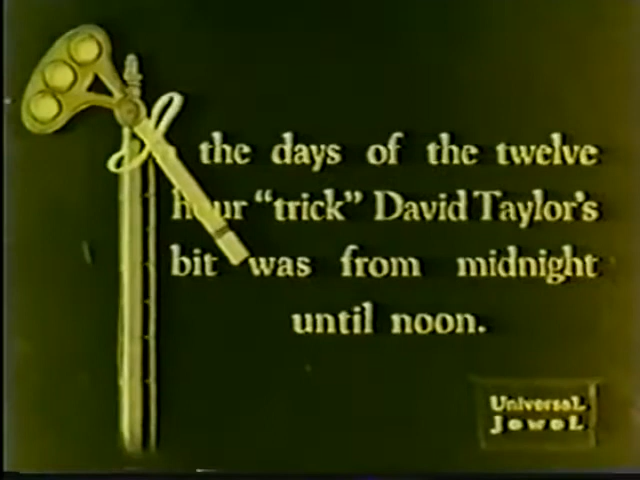 the days of the twelve
hour "trick" David Taylor's
bit was from midnight
until noon.
Universal
Jewel